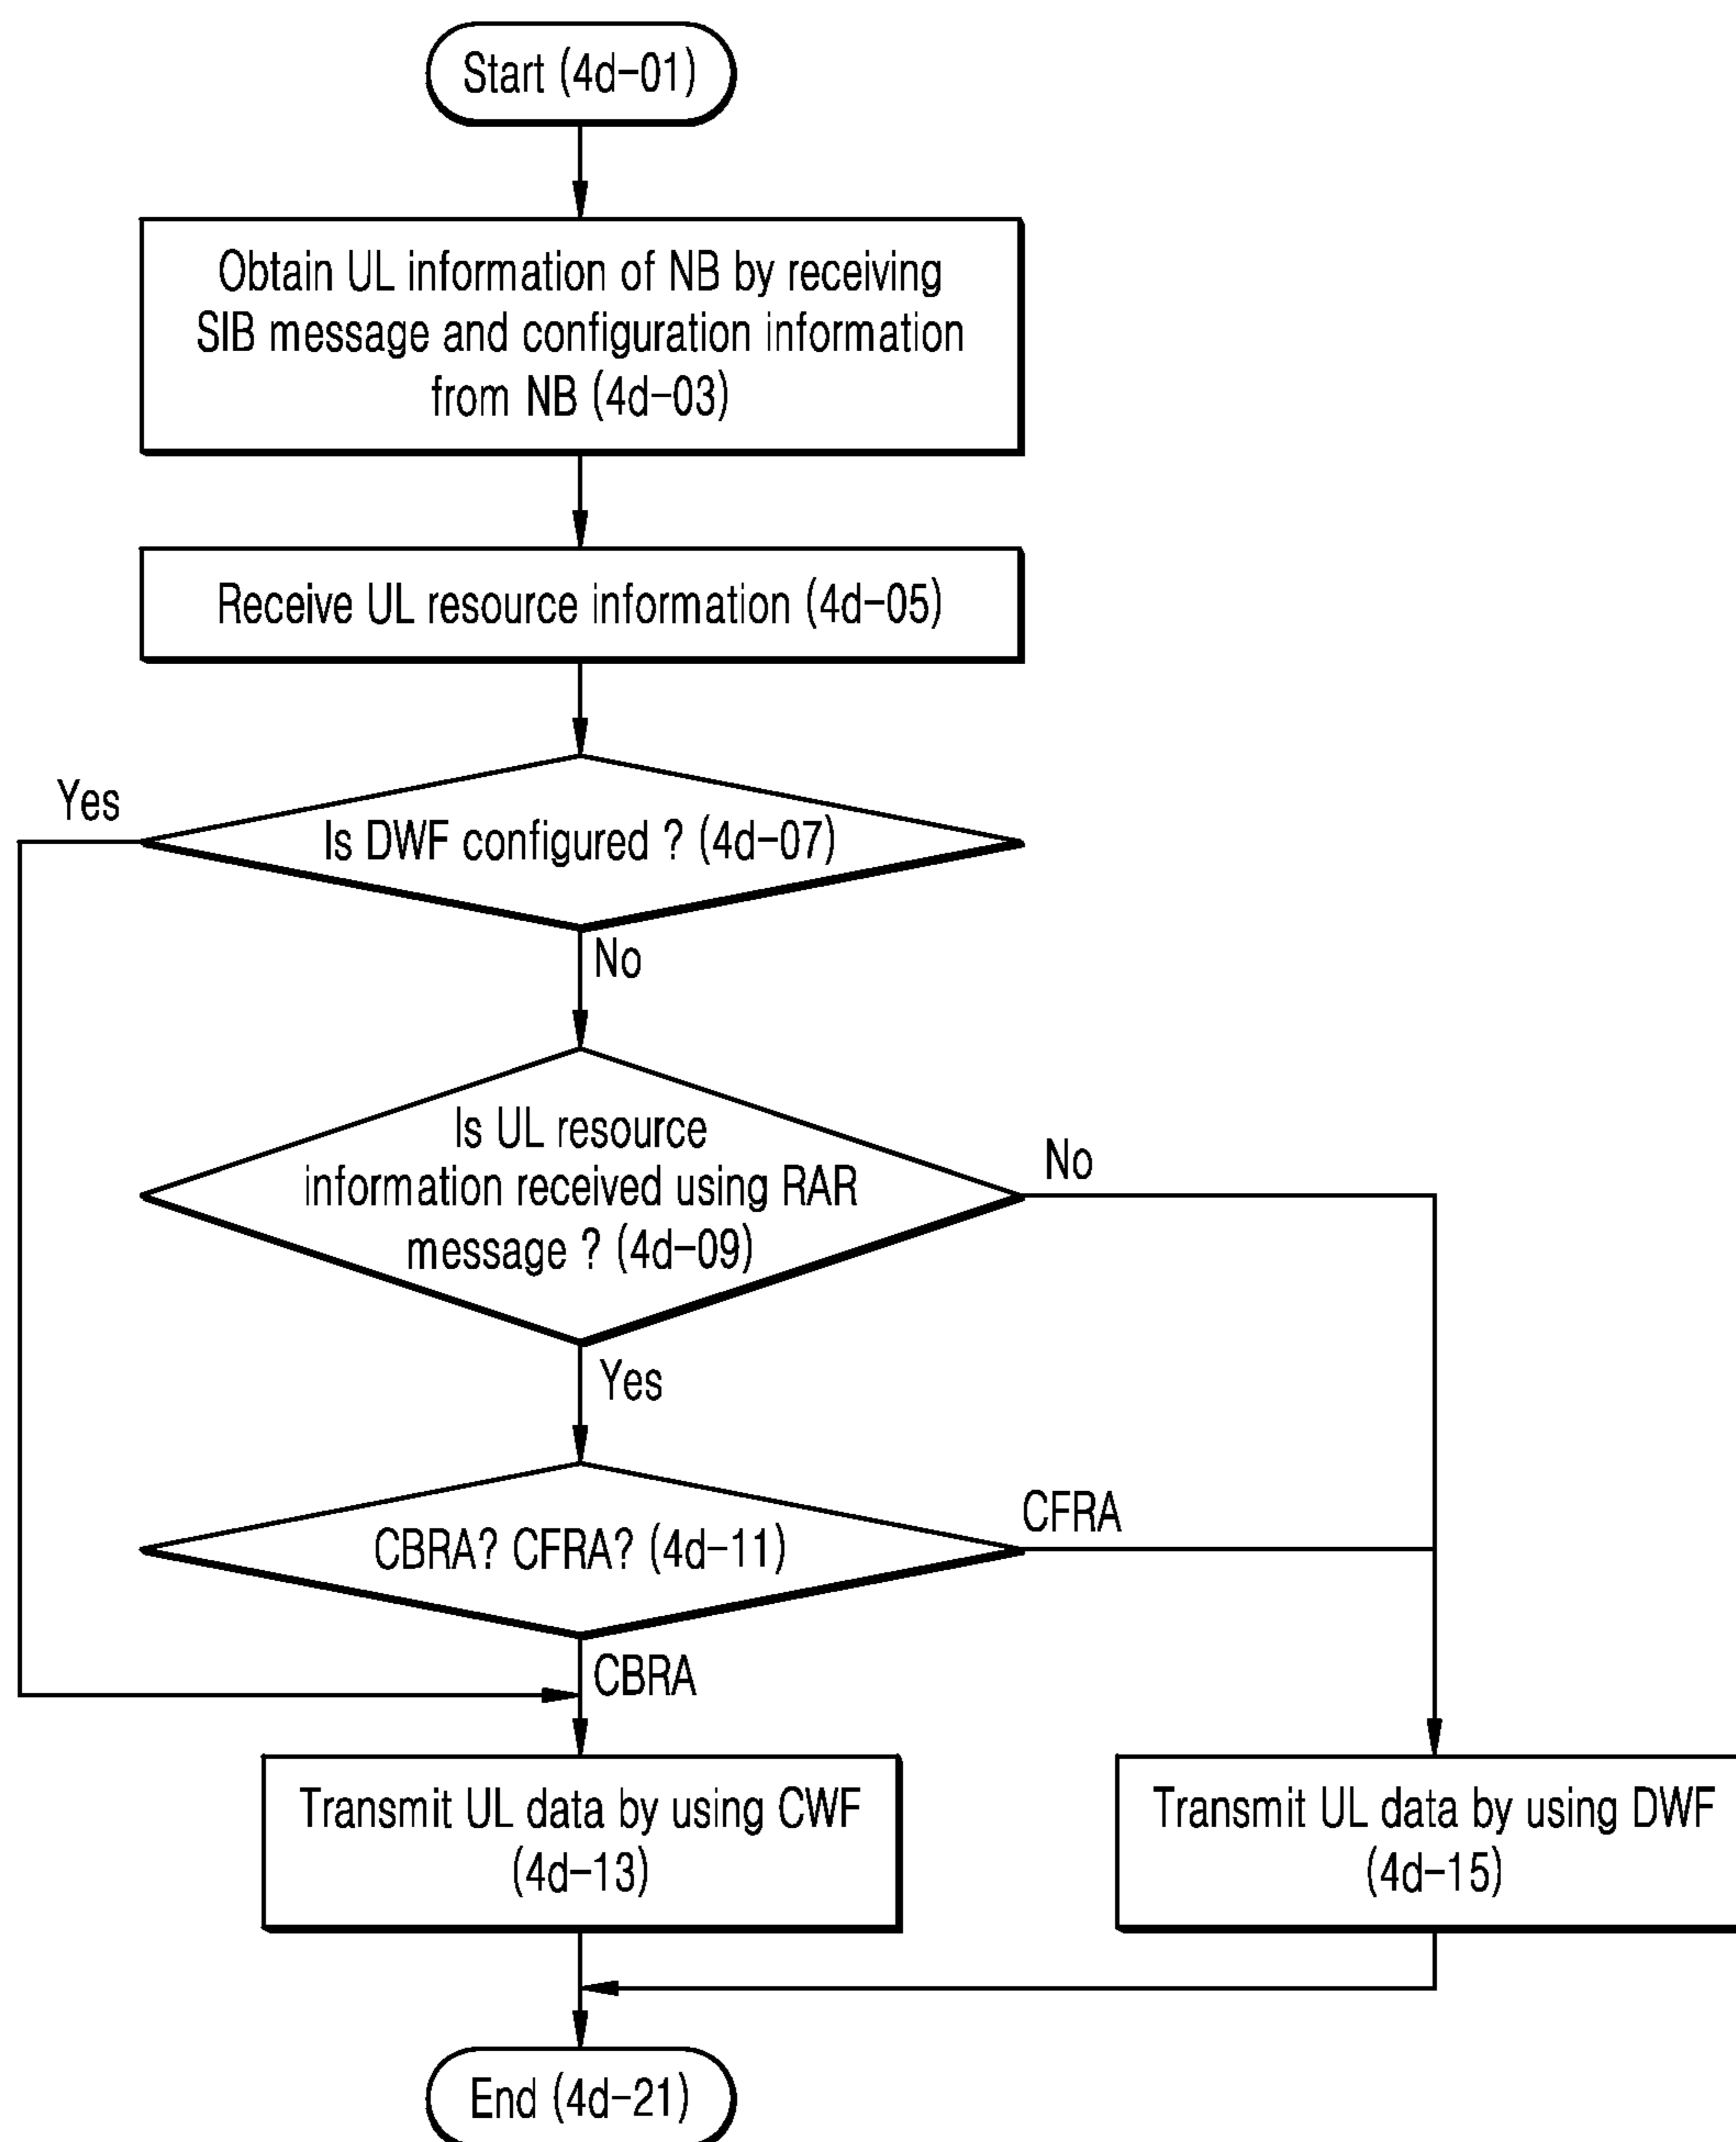 Start (4d-01)
Obtain UL information of NB by receiving
SIB message and configuration information
from NB (4d-03)
Receive UL resource information (4d-05)
Yes
Is DWF configured ? (4d-07)
No
Is UL resource
information received using RAR
message ? (4d-09)
No
Yes
CBRA? CFRA? (4d-11)
CFRA
CBRA
Transmit UL data by using CWF
(4d-13)
Transmit UL data by using DWF
(4d-15)
End (4d-21)